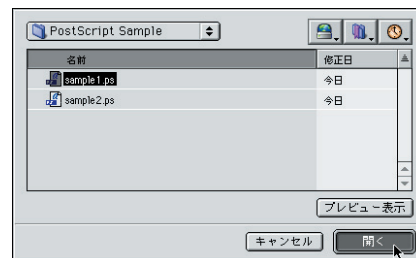 PostScript Sample
名前 修正日
sample1.ps 今日
sample2.ps 今日
プレビュー表示
キャンセル 開く